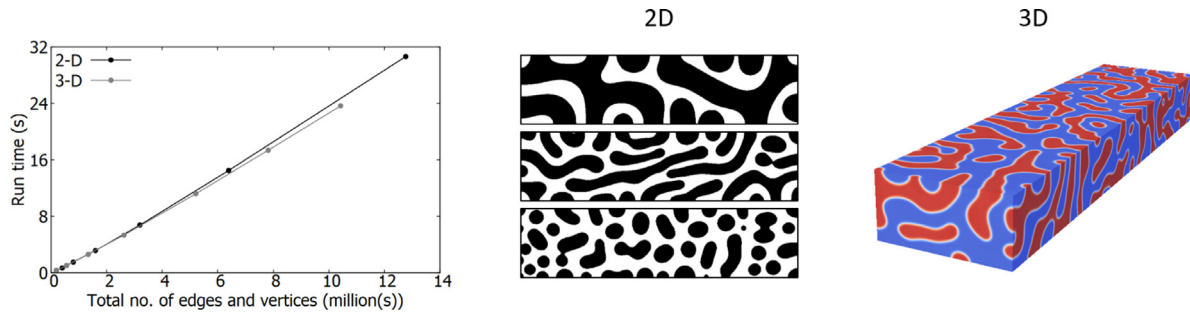 2D
3D
32
24
16
8
0
2-D
3-D
Run time (s)
0 2 4 6 8 10 12 14
Total no. of edges and vertices (million(s))